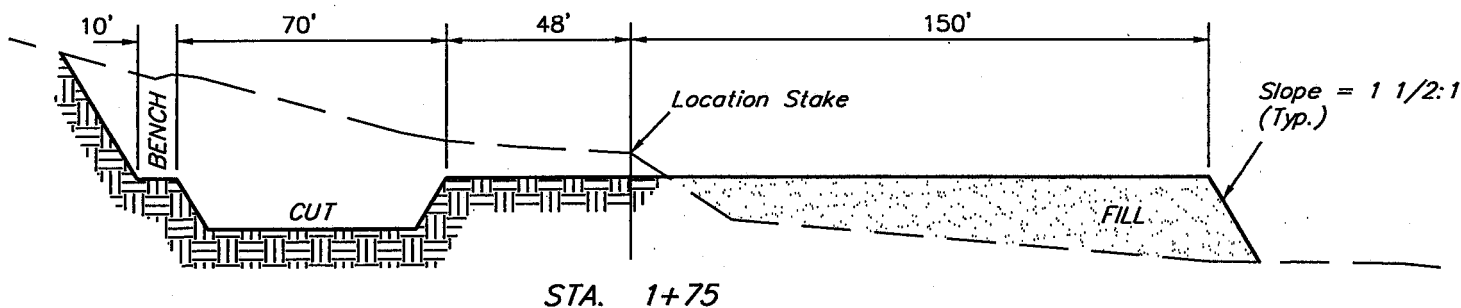 10'
70'
48'
150'
BENCH
Location Stake
Slope = 1 1/2:1
(Typ.)
CUT
FILL
STA. 1+75